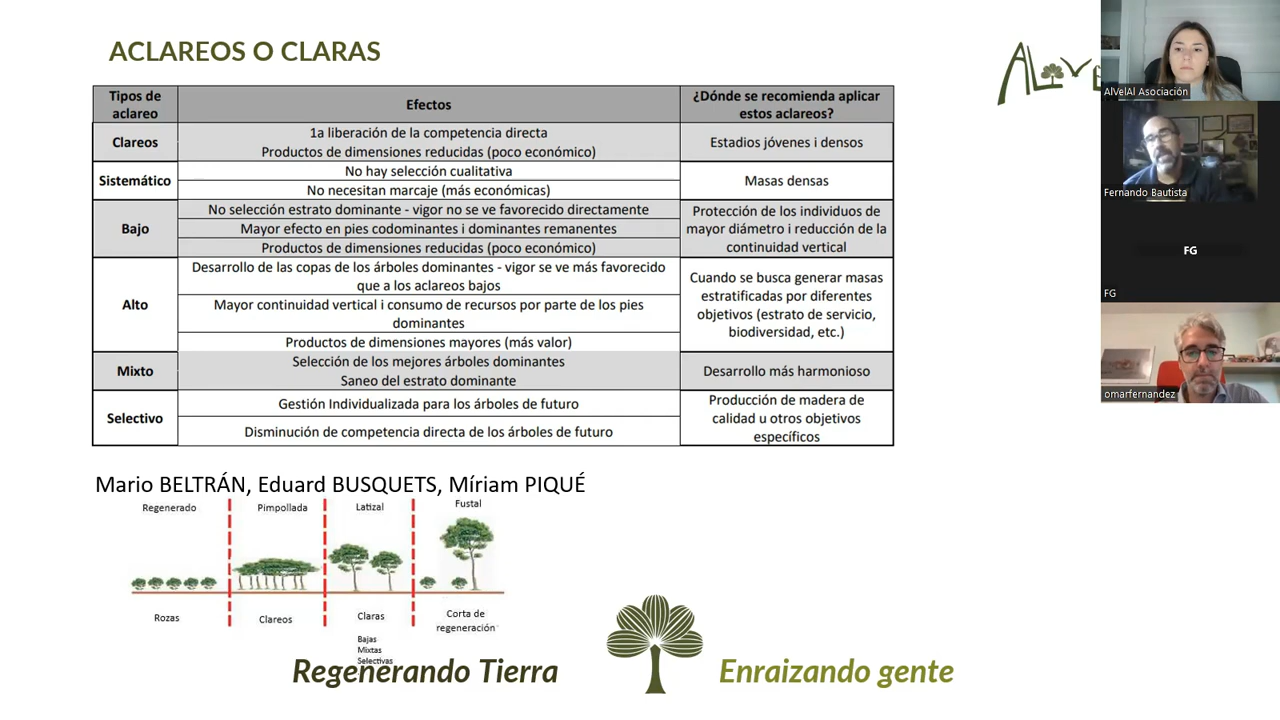 ACLAREOS O CLARAS
Tipos de aclareo
Efectos
¿Dónde se recomienda aplicar estos aclareos?
Clareos
1a liberación de la competencia directa
Productos de dimensiones reducidas (poco económico)
Estadios jóvenes i densos
Sistemático
No hay selección cualitativa
No necesitan marcaje (más económicas)
Masas densas
Bajo
No selección estrato dominante - vigor no se ve favorecido directamente
Mayor efecto en pies codominantes i dominantes remanentes
Productos de dimensiones reducidas (poco económico)
Protección de los individuos de
mayor diámetro i reducción de la
continuidad vertical
Alto
Desarrollo de las copas de los árboles dominantes - vigor se ve más favorecido
que a los aclareos bajos
Mayor continuidad vertical i consumo de recursos por parte de los pies
dominantes
Productos de dimensiones mayores (más valor)
Cuando se busca generar masas
estratificadas por diferentes
objetivos (estrato de servicio,
biodiversidad, etc.)
Mixto
Selección de los mejores árboles dominantes
Saneo del estrato dominante
Desarrollo más harmonioso
Selectivo
Gestión Individualizada para los árboles de futuro
Disminución de competencia directa de los árboles de futuro
Producción de madera de
calidad u otros objetivos
específicos
Mario BELTRÁN, Eduard BUSQUETS, Míriam PIQUÉ
Regenerado
Pimpollada
Latizal
Fustal
Rozas
Clareos
Claras
Corta de
regeneración
Bajas
Mixtas
Selectivas
Regenerando Tierra
Enraizando gente
AlVelAl Asociación
Fernando Bautista
FG
FG
omarfernandez